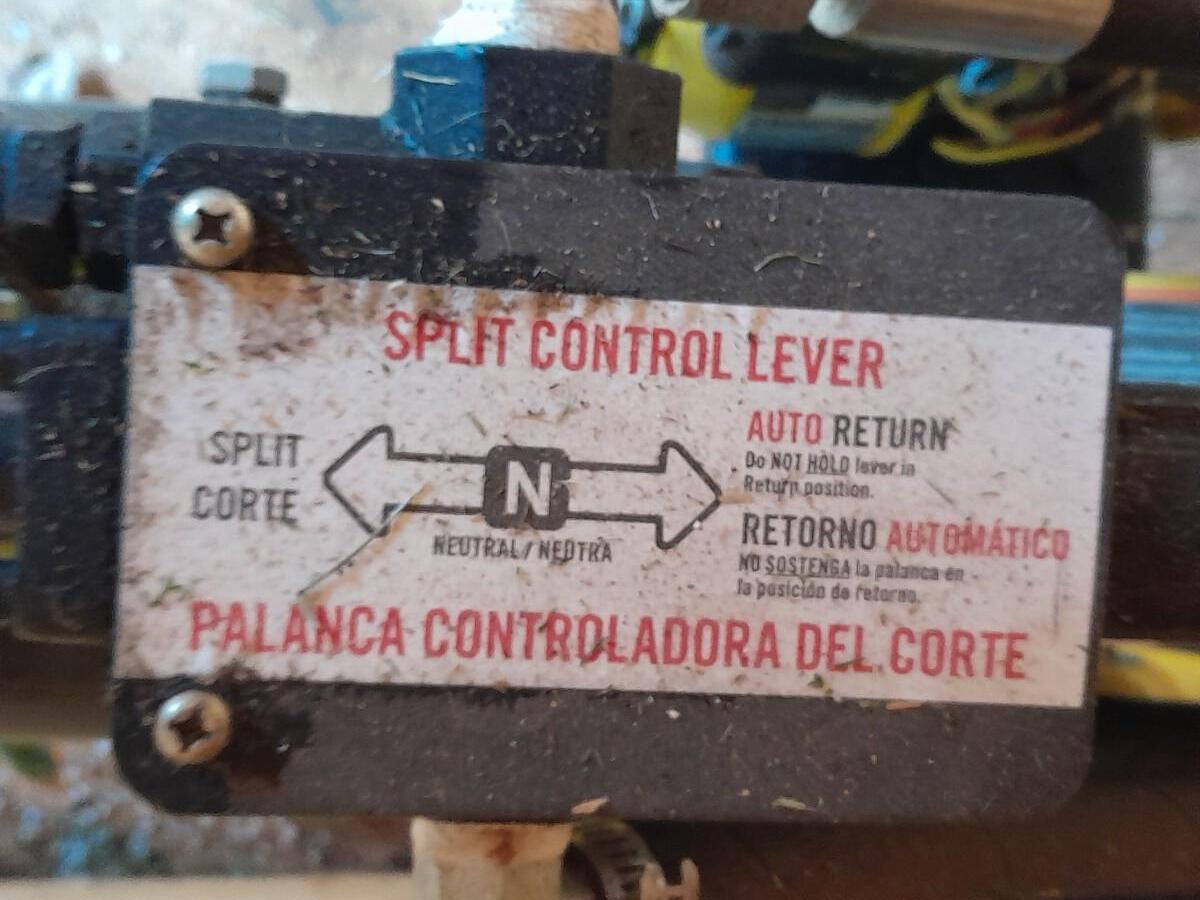 SPLIT CONTROL LEVER
SPLIT
CORTE
N
NEUTRAL / NEUTRA
AUTO RETURN
Do NOT HOLD lever in
Return position.
RETORNO AUTOMÁTICO
NO SOSTENGA la palanca en
la posición de retorno.
PALANCA CONTROLADORA DEL CORTE